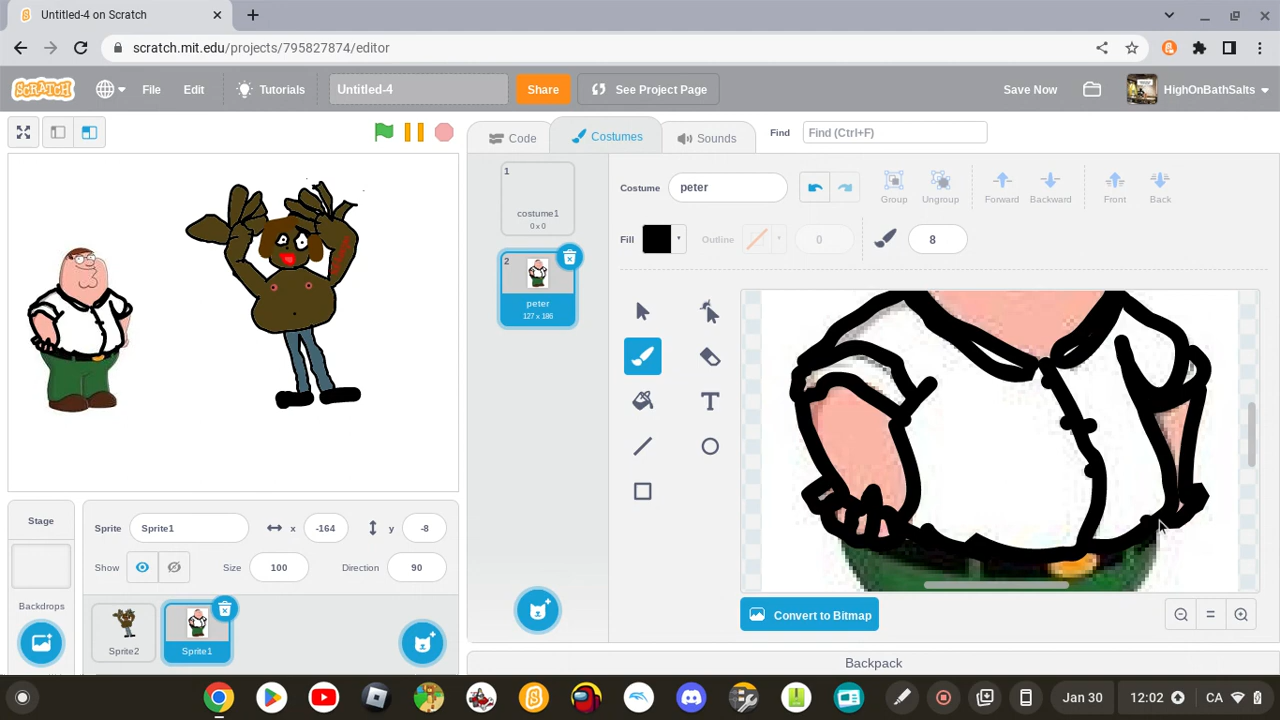 Untitled-4 on Scratch
scratch.mit.edu/projects/795827874/editor
SCRATCH File Edit Tutorials Untitled-4 Share See Project Page Save Now HighOnBathSalts
Code Costumes Sounds Find Find (Ctrl+F)
1
costume1
0 x 0
2
peter
127 x 186
Costume peter Group Ungroup Forward Backward Front Back
Fill Outline 0 8
T
Convert to Bitmap
Backpack
Sprite Sprite1 x -164 y -8
Show Size 100 Direction 90
Sprite2 Sprite1
Stage
Backdrops
Jan 30 12:02 CA